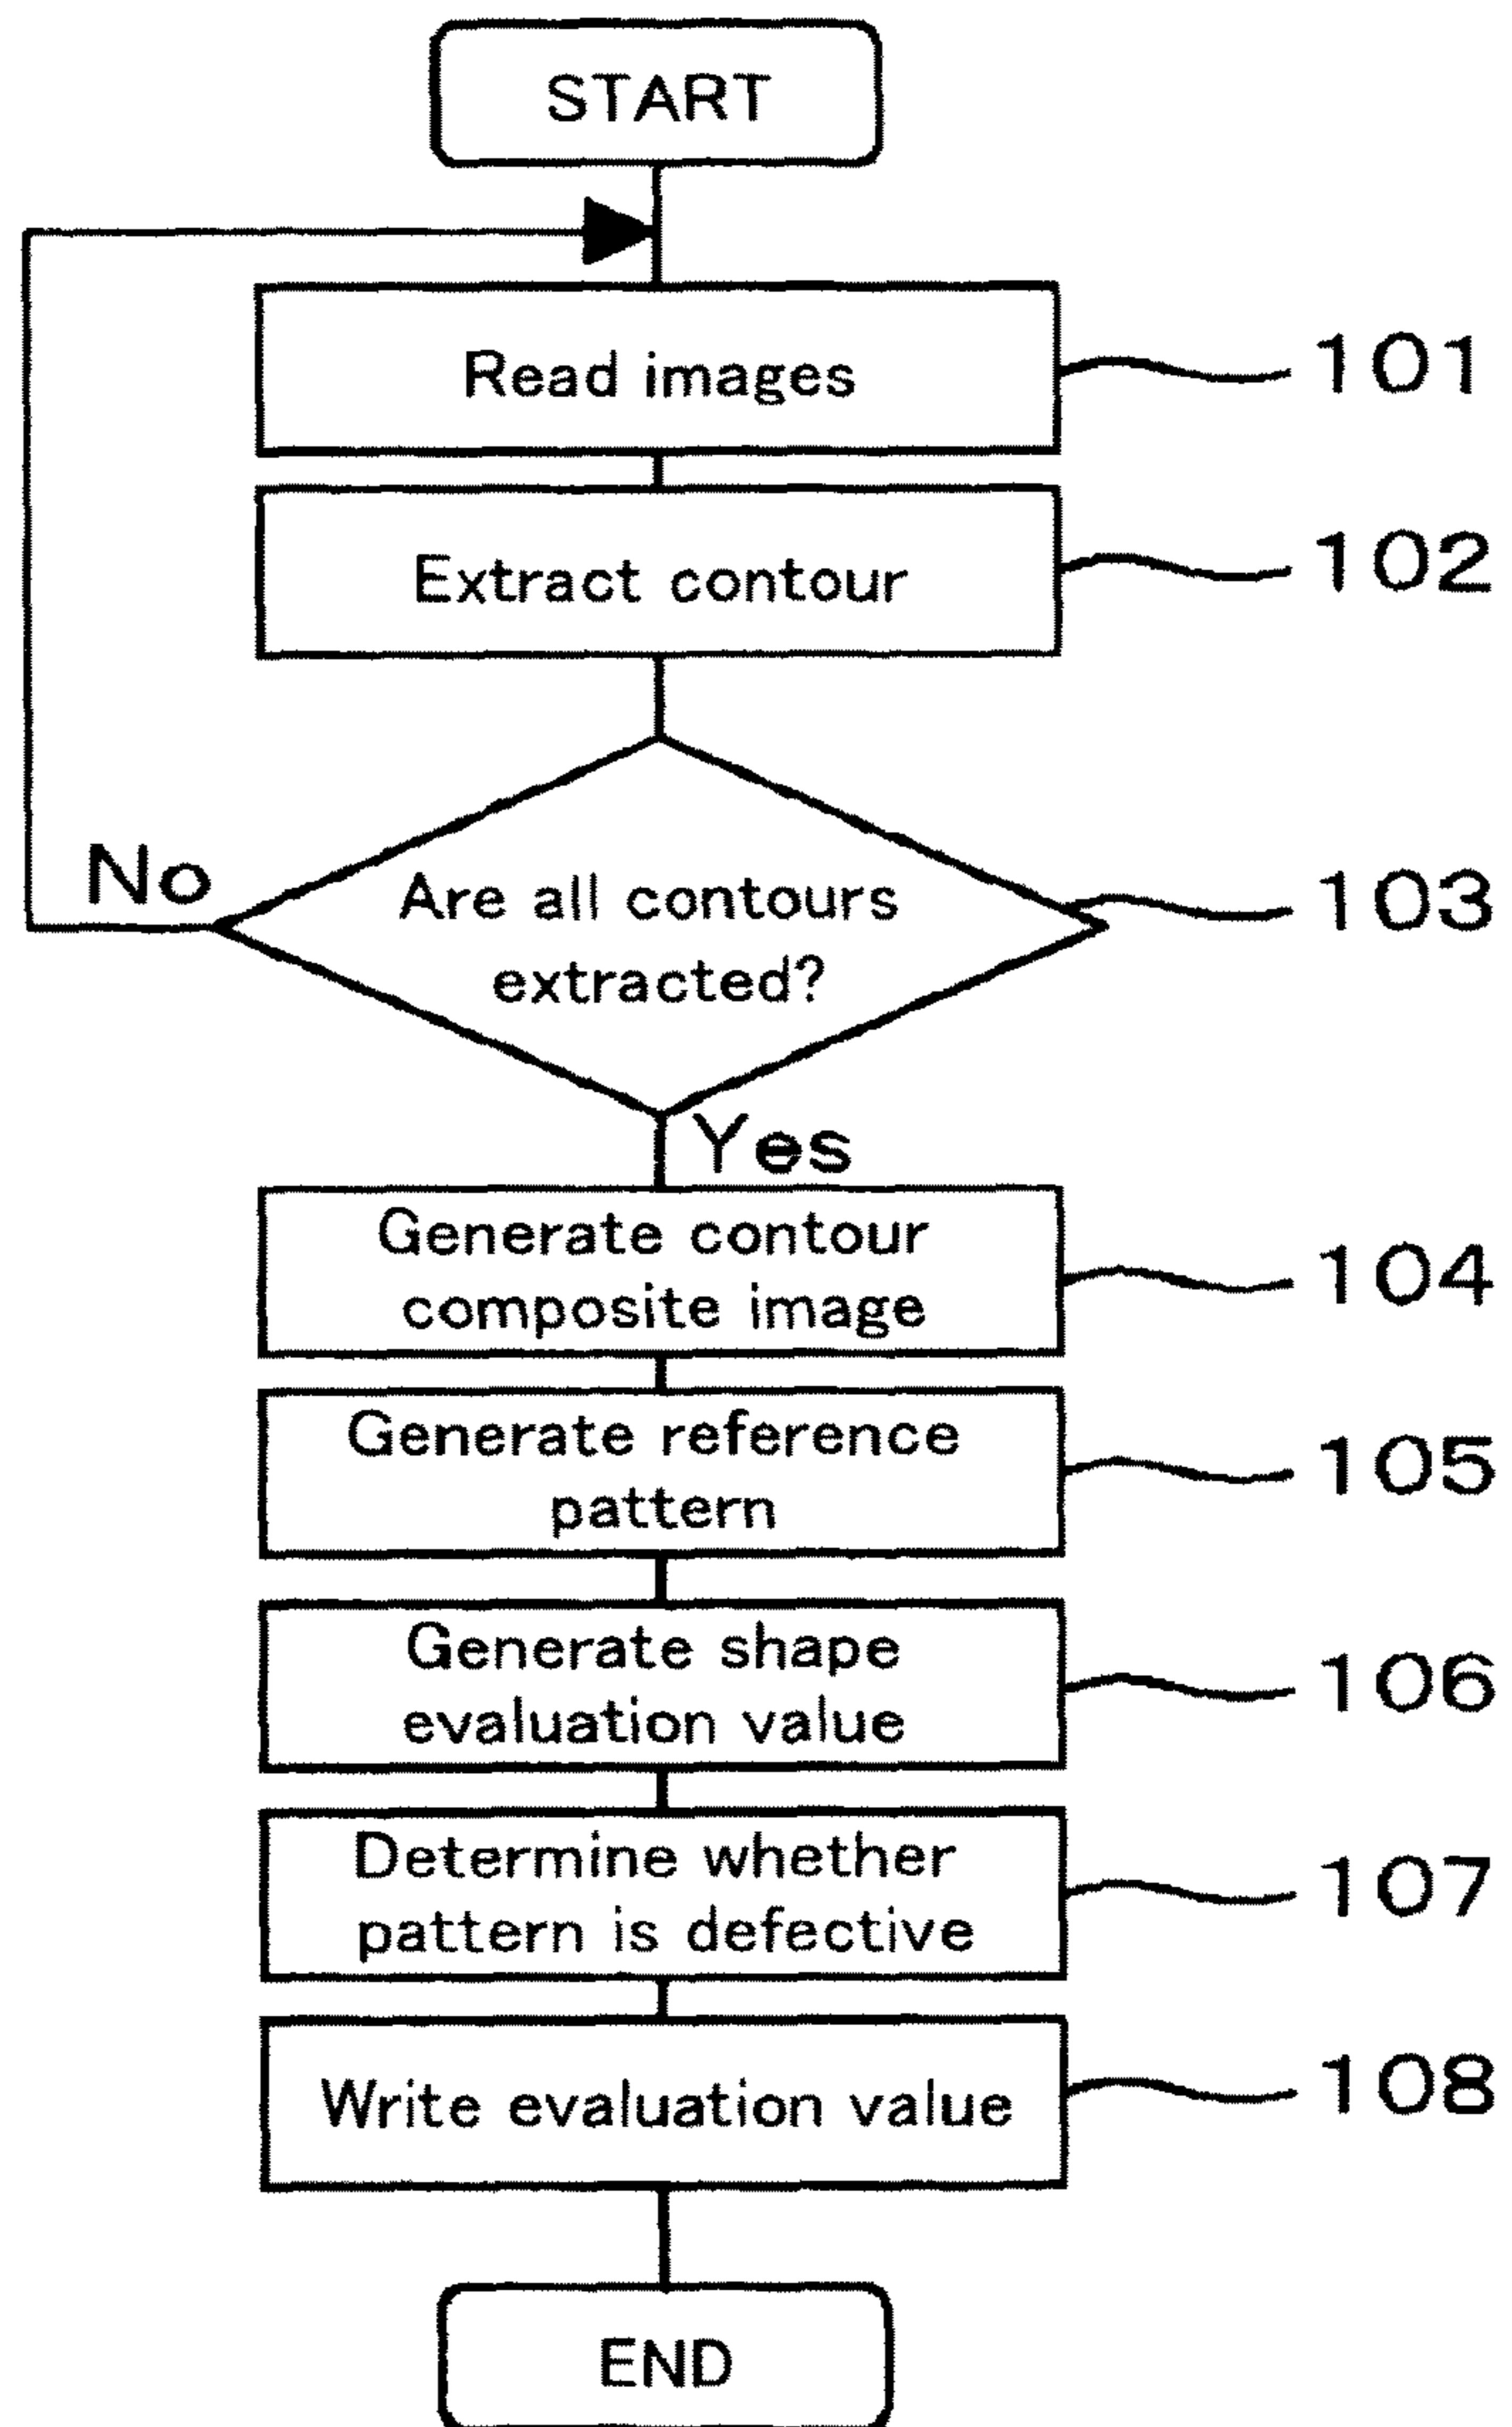 START
Read images
101
Extract contour
102
No
Are all contours
extracted?
103
Yes
Generate contour
composite image
104
Generate reference
pattern
105
Generate shape
evaluation value
106
Determine whether
pattern is defective
107
Write evaluation value
108
END